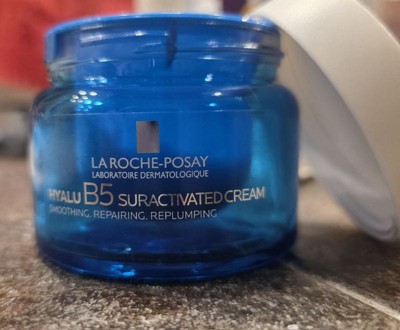 LA ROCHE-POSAY
LABORATOIRE DERMATOLOGIQUE
HYALU B5 SURACTIVATED CREAM
SMOOTHING. REPAIRING. REPLUMPING